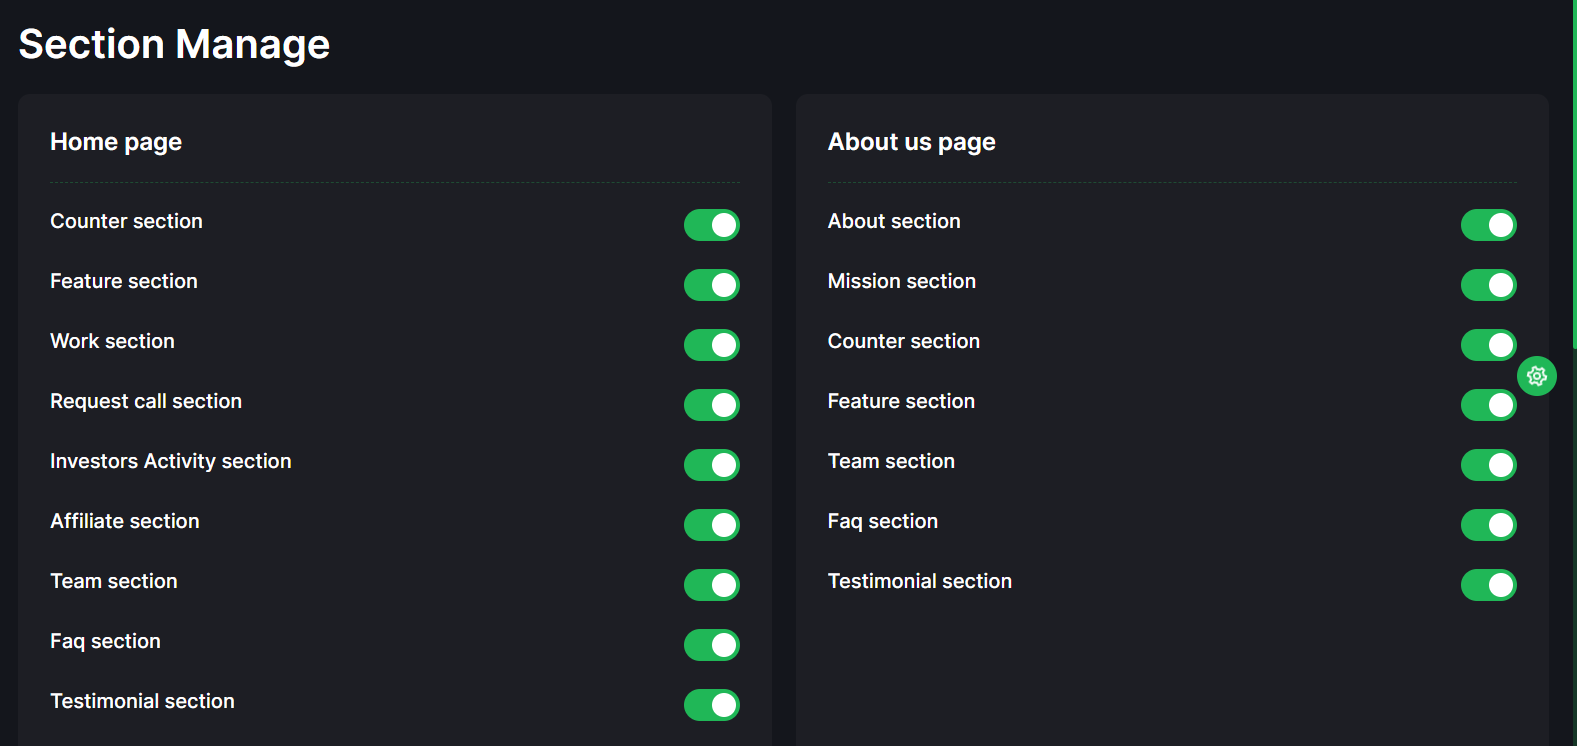 Section Manage
Home page
Counter section
Feature section
Work section
Request call section
Investors Activity section
Affiliate section
Team section
Faq section
Testimonial section
About us page
About section
Mission section
Counter section
Feature section
Team section
Faq section
Testimonial section